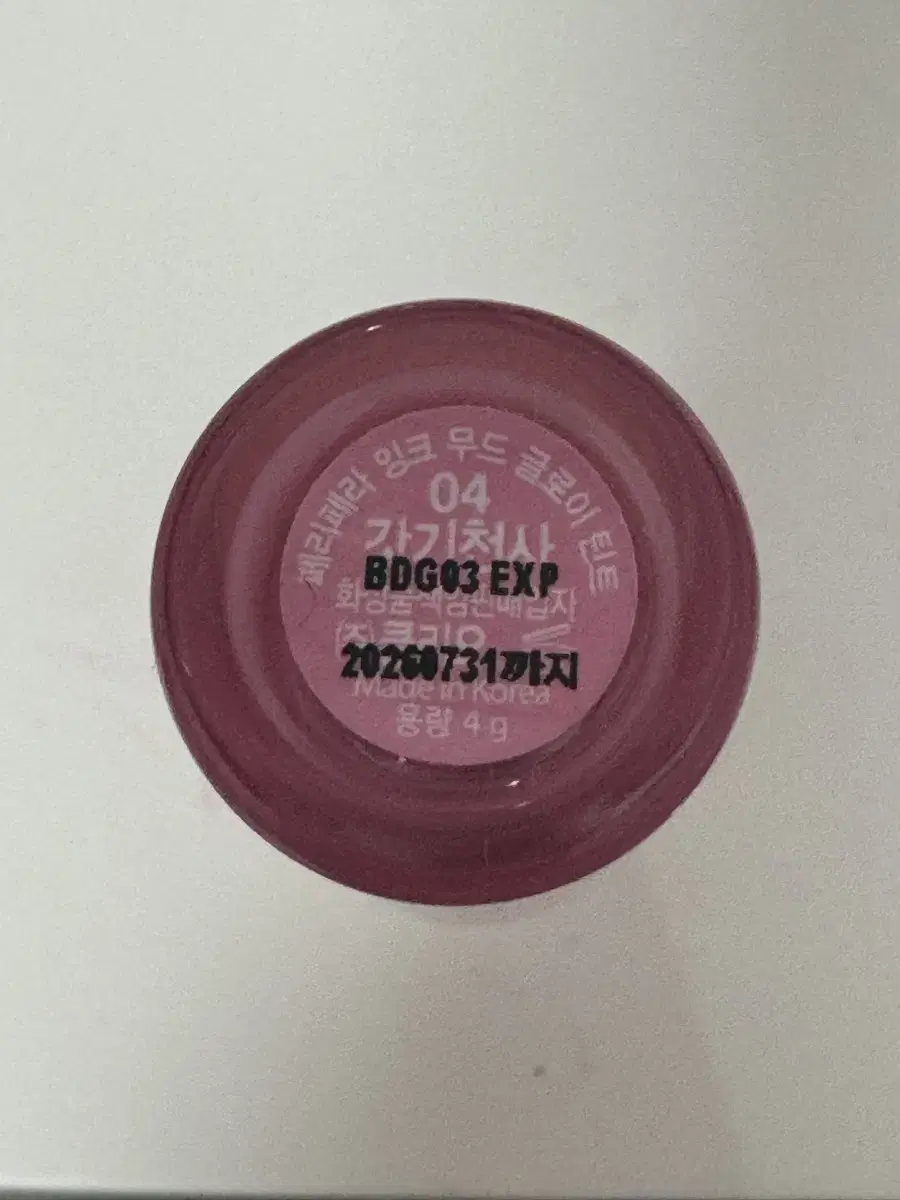 페리페라 잉크 무드 글로이 틴트
04
BDG03 EXP
화장품책임판매업자
(주)클리오
20260731까지
Made in Korea
용량 4 g